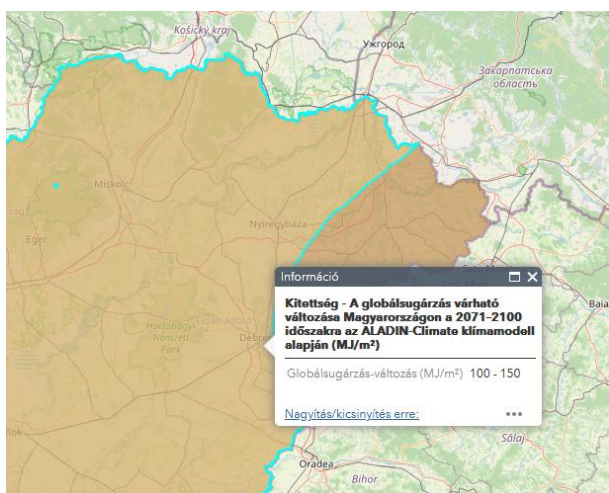 Košický kraj
Ужгород
Закарпатська
область
Miskolc
Nyíregyháza
Eger
Információ
Kitettség - A globálsugárzás várható
változása Magyarországon a 2071–2100
időszakra az ALADIN-Climate klímamodell
alapján (MJ/m²)
Baia
Hortobágyi
Nemzeti
Park
Észak-Alföld
Debre
Globálsugárzás-változás (MJ/m²) 100 - 150
Nagyítás/kicsinyítés erre:
•••
nok
Sălaj
Oradea
Bihor